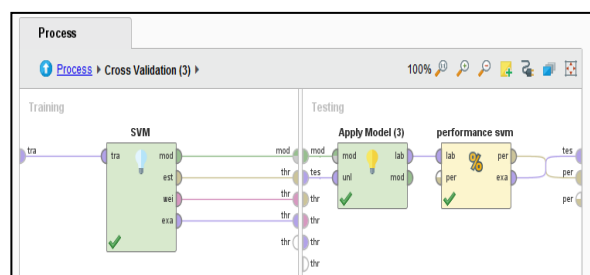 Process
Process ▸ Cross Validation (3) ▸
100%
Training
Testing
SVM
Apply Model (3)
performance svm
tra
tra
mod
mod
mod
mod
lab
lab
per
tes
est
thr
tes
unl
mod
per
exa
per
wei
thr
thr
per
exa
thr
thr
thr
thr